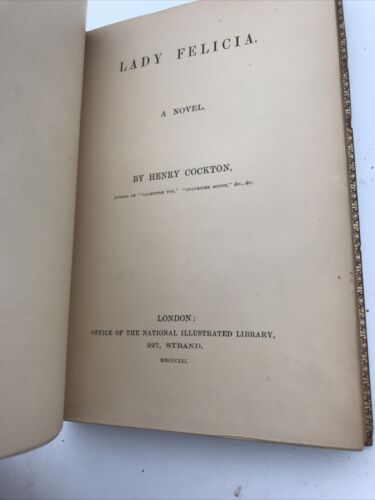 LADY FELICIA.
A NOVEL.
BY HENRY COCKTON,
AUTHOR OF "VALENTINE VOX," "SYLVESTER SOUND," &c., &c.
LONDON:
OFFICE OF THE NATIONAL ILLUSTRATED LIBRARY,
227, STRAND.
MDCCCLII.